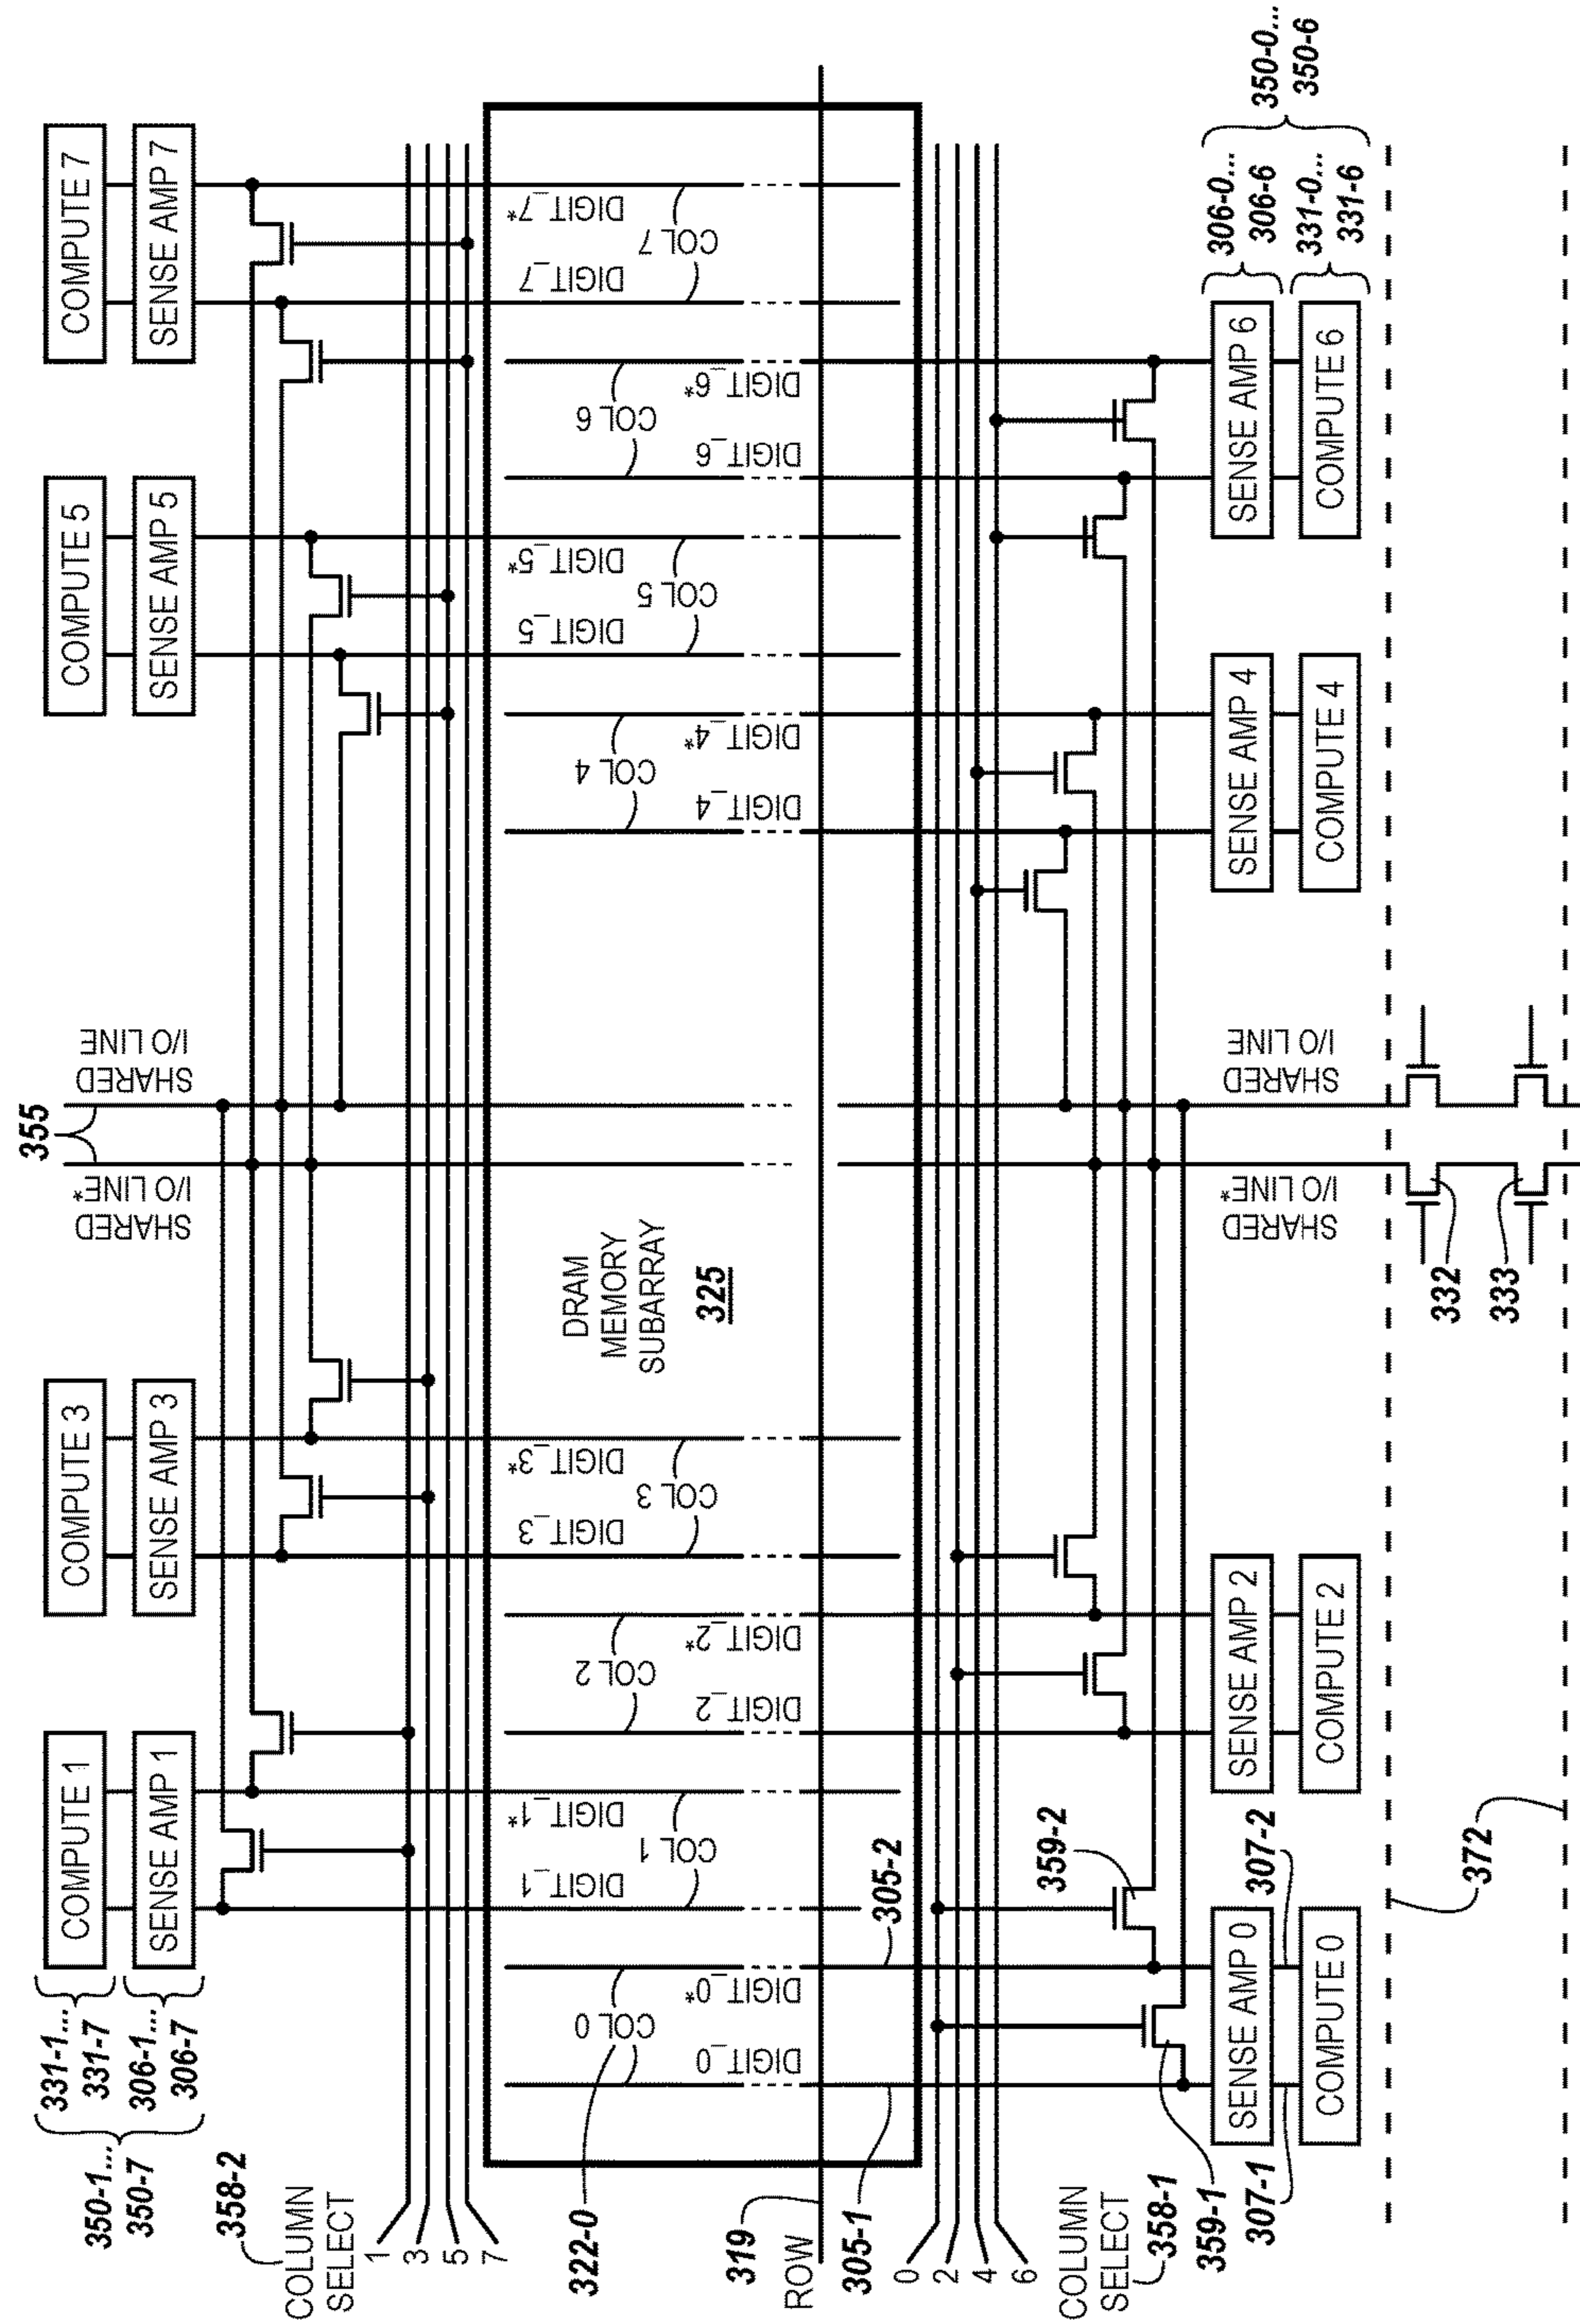 350-1...
350-7
331-1...
331-7
306-1...
306-7
COMPUTE 1
SENSE AMP 1
COMPUTE 3
SENSE AMP 3
355
SHARED
I/O LINE*
SHARED
I/O LINE
COMPUTE 5
SENSE AMP 5
COMPUTE 7
SENSE AMP 7
358-2
COLUMN
SELECT
1
3
5
7
322-0
DIGIT_0
COL 0
DIGIT_0*
DIGIT_1
COL 1
DIGIT_1*
DIGIT_2
COL 2
DIGIT_2*
DIGIT_3
COL 3
DIGIT_3*
DRAM
MEMORY
SUBARRAY
325
DIGIT_4
COL 4
DIGIT_4*
DIGIT_5
COL 5
DIGIT_5*
DIGIT_6
COL 6
DIGIT_6*
DIGIT_7
COL 7
DIGIT_7*
319
ROW
305-1
305-2
0
2
4
6
COLUMN
SELECT
358-1
359-1
359-2
307-1
307-2
SENSE AMP 0
COMPUTE 0
SENSE AMP 2
COMPUTE 2
SHARED
I/O LINE*
SHARED
I/O LINE
SENSE AMP 4
COMPUTE 4
SENSE AMP 6
COMPUTE 6
306-0...
306-6
331-0...
331-6
350-0...
350-6
372
332
333